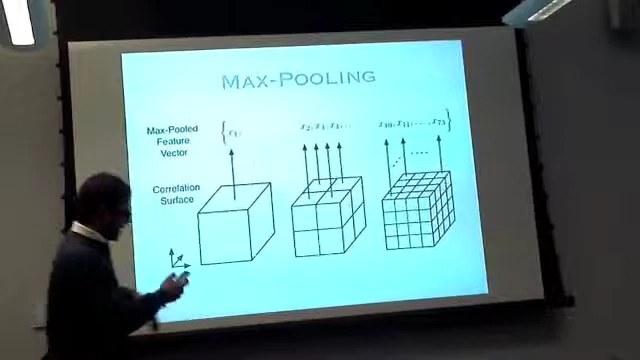 MAX-POOLING
Max-Pooled
Feature
Vector
Correlation
Surface